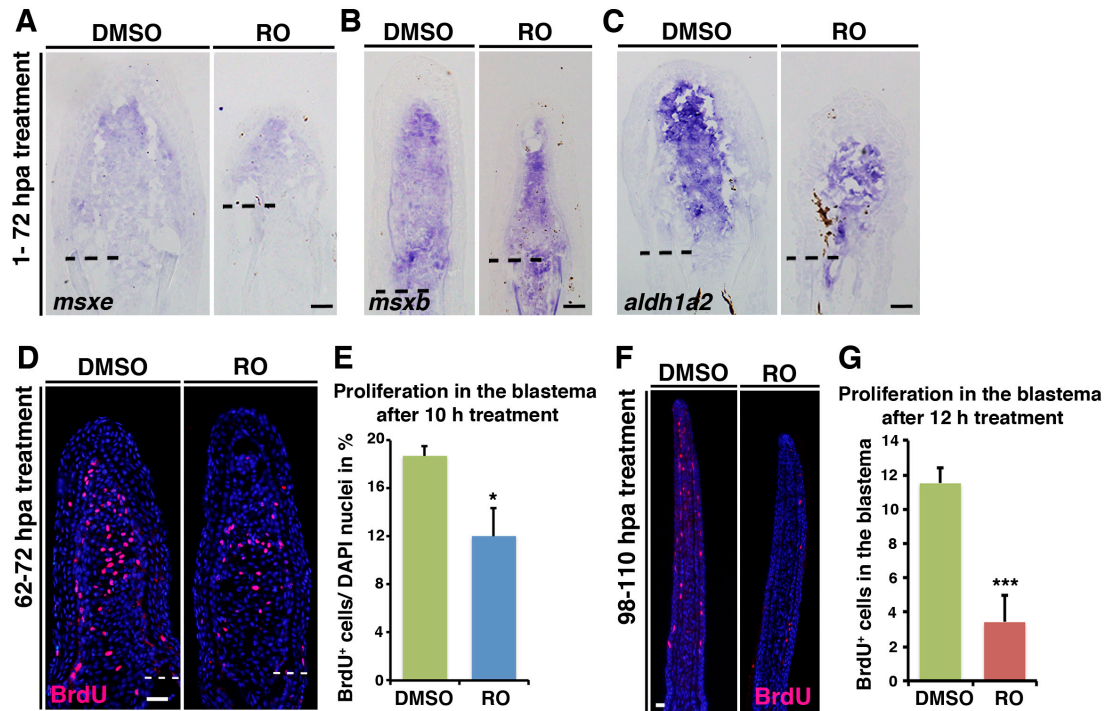 A
DMSO
RO
1- 72 hpa treatment
msxe
B
DMSO
RO
msxb
C
DMSO
RO
aldh1a2
D
DMSO
RO
62-72 hpa treatment
BrdU
E
Proliferation in the blastema
after 10 h treatment
BrdU⁺ cells/ DAPI nuclei in %
20
16
12
8
4
0
*
DMSO
RO
F
DMSO
RO
98-110 hpa treatment
BrdU
G
Proliferation in the blastema
after 12 h treatment
BrdU⁺ cells in the blastema
14
12
10
8
6
4
2
0
***
DMSO
RO